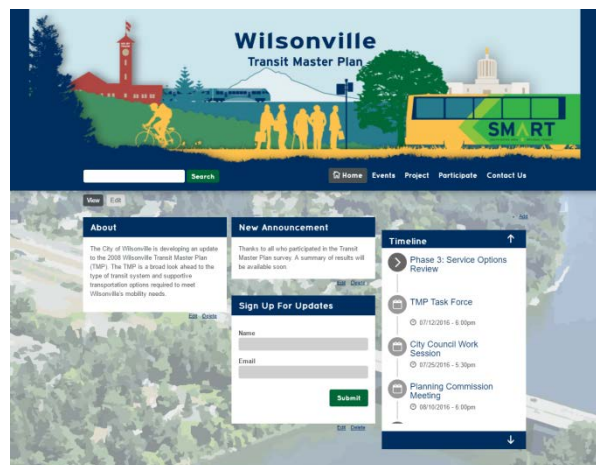 Wilsonville
Transit Master Plan
SMART
Search
Home Events Project Participate Contact Us
View Edit
Add
About
The City of Wilsonville is developing an update
to the 2008 Wilsonville Transit Master Plan
(TMP). The TMP is a broad look ahead to the
type of transit system and supportive
transportation options required to meet
Wilsonville's mobility needs.
Edit Delete
New Announcement
Thanks to all who participated in the Transit
Master Plan survey. A summary of results will
be available soon.
Edit Delete
Sign Up For Updates
Name
Email
Submit
Edit Delete
Timeline
Phase 3: Service Options
Review
TMP Task Force
07/12/2016 - 6:00pm
City Council Work
Session
07/25/2016 - 5:30pm
Planning Commission
Meeting
08/10/2016 - 6:00pm